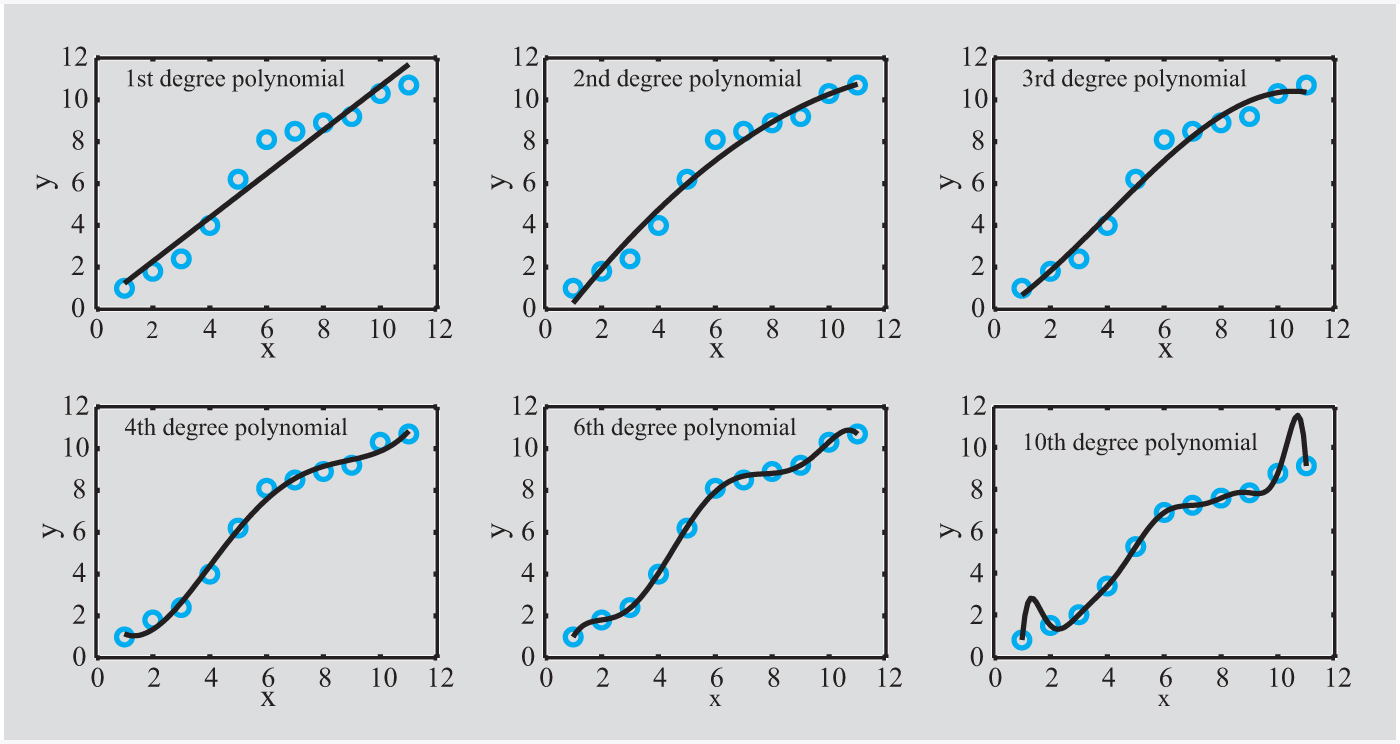 12
1st degree polynomial
10
8
6
4
2
0
y
0 2 4 6 8 10 12
x
12
2nd degree polynomial
10
8
6
4
2
0
y
0 2 4 6 8 10 12
x
12
3rd degree polynomial
10
8
6
4
2
0
y
0 2 4 6 8 10 12
x
12
4th degree polynomial
10
8
6
4
2
0
y
0 2 4 6 8 10 12
x
12
6th degree polynomial
10
8
6
4
2
0
y
0 2 4 6 8 10 12
x
12
10th degree polynomial
10
8
6
4
2
0
y
0 2 4 6 8 10 12
x